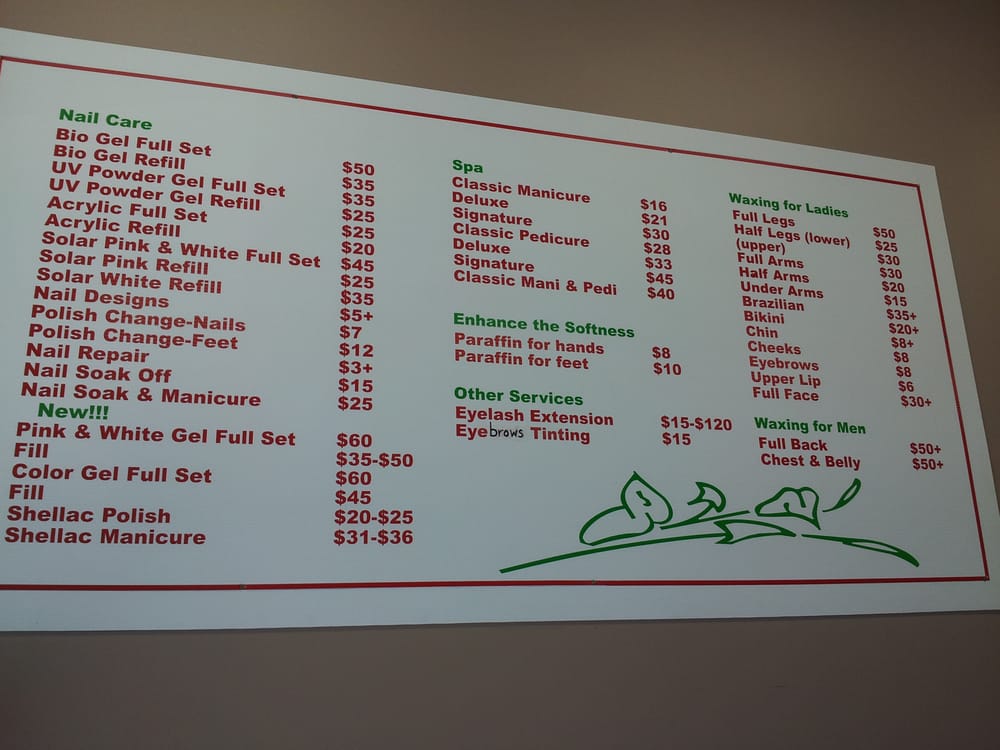 Nail Care
Bio Gel Full Set $50
Bio Gel Refill $35
UV Powder Gel Full Set $35
UV Powder Gel Refill $25
Acrylic Full Set $25
Acrylic Refill $20
Solar Pink & White Full Set $45
Solar Pink Refill $25
Solar White Refill $35
Nail Designs $5+
Polish Change-Nails $7
Polish Change-Feet $12
Nail Repair $3+
Nail Soak Off $15
Nail Soak & Manicure $25
New!!!
Pink & White Gel Full Set $60
Fill $35-$50
Color Gel Full Set $60
Fill $45
Shellac Polish $20-$25
Shellac Manicure $31-$36
Spa
Classic Manicure $16
Deluxe $21
Signature $30
Classic Pedicure $28
Deluxe $33
Signature $45
Classic Mani & Pedi $40
Enhance the Softness
Paraffin for hands $8
Paraffin for feet $10
Other Services
Eyelash Extension $15-$120
Eyebrows Tinting $15
Waxing for Ladies
Full Legs $50
Half Legs (lower) $25
(upper) $30
Full Arms $30
Half Arms $20
Under Arms $15
Brazilian $35+
Bikini $20+
Chin $8+
Cheeks $8
Eyebrows $8
Upper Lip $6
Full Face $30+
Waxing for Men
Full Back $50+
Chest & Belly $50+